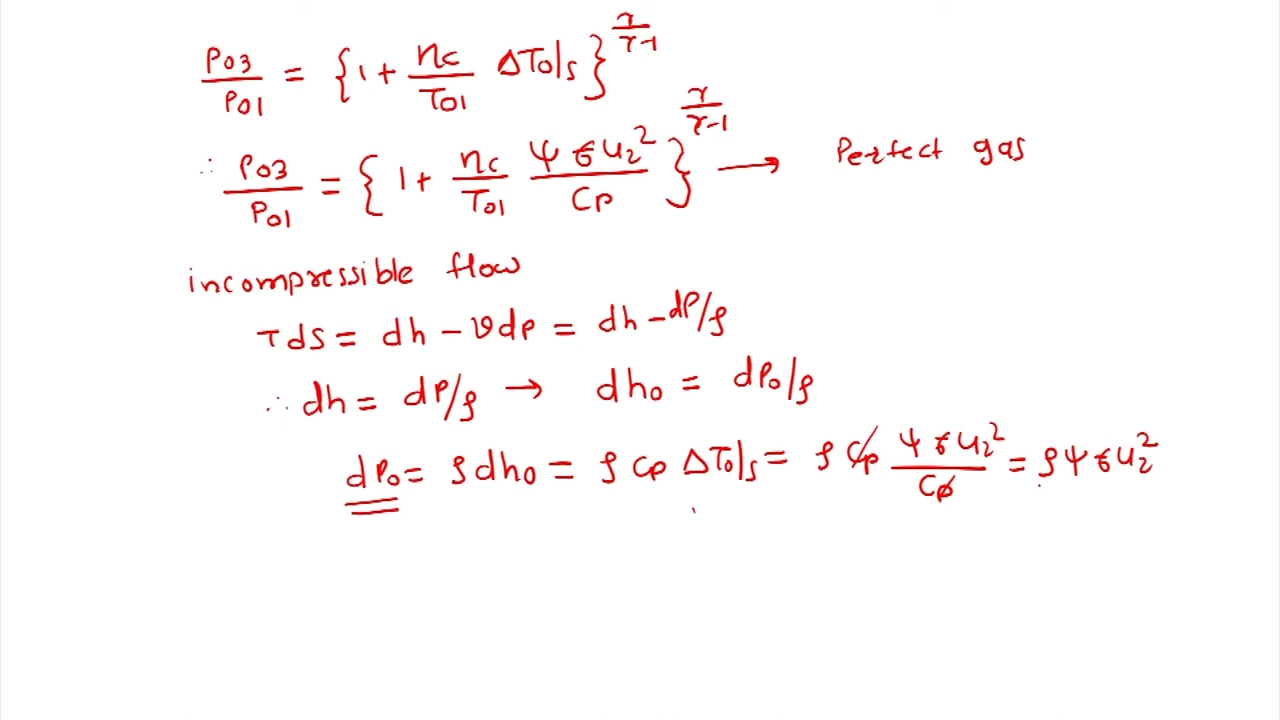 P03/P01 = {1 + ηc/T01 ΔT0|s}^(γ/γ-1)
∴ P03/P01 = {1 + ηc/T01 ψσU2²/CP}^(γ/γ-1) → Perfect gas
incompressible flow
Tds = dh - vdp = dh - dP/ρ
∴ dh = dP/ρ → dh0 = dP0/ρ
dP0 = ρdh0 = ρ CP ΔT0|s = ρ CP ψσU2²/CP = ρψσU2²